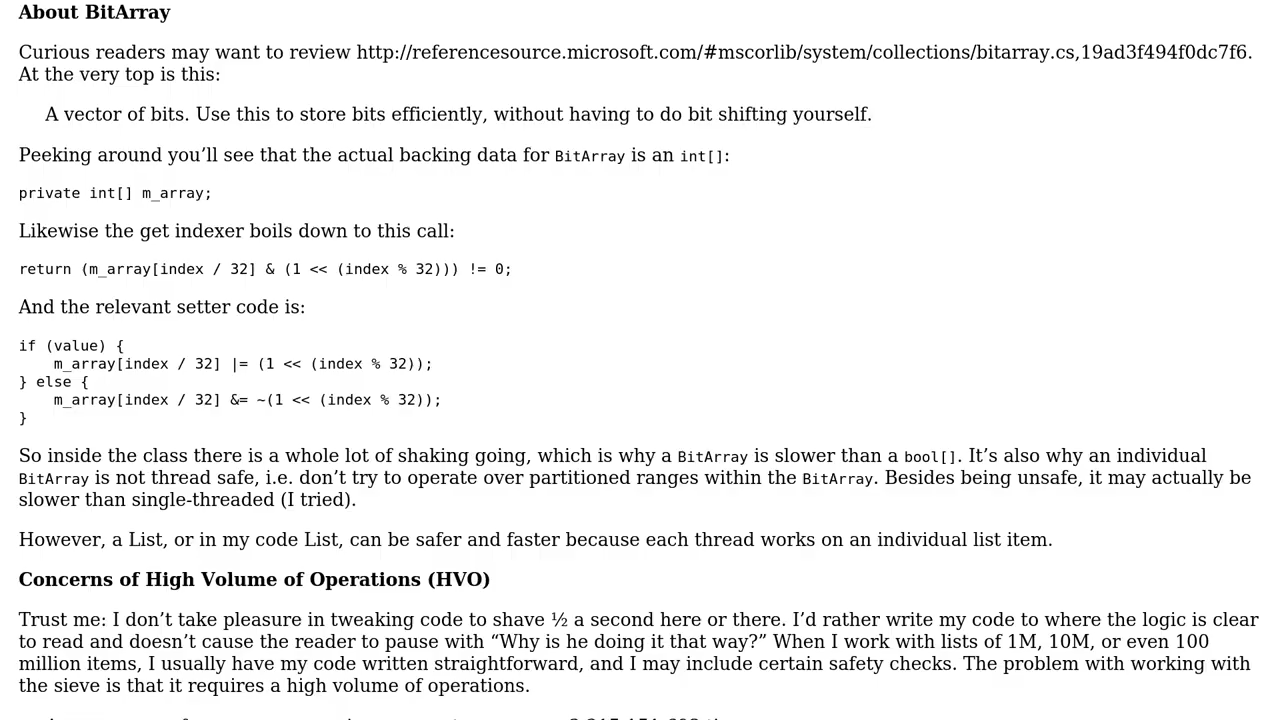 About BitArray
Curious readers may want to review http://referencesource.microsoft.com/#mscorlib/system/collections/bitarray.cs,19ad3f494f0dc7f6.
At the very top is this:
A vector of bits. Use this to store bits efficiently, without having to do bit shifting yourself.
Peeking around you’ll see that the actual backing data for BitArray is an int[]:
private int[] m_array;
Likewise the get indexer boils down to this call:
return (m_array[index / 32] & (1 << (index % 32))) != 0;
And the relevant setter code is:
if (value) {
    m_array[index / 32] |= (1 << (index % 32));
} else {
    m_array[index / 32] &= ~(1 << (index % 32));
}
So inside the class there is a whole lot of shaking going, which is why a BitArray is slower than a bool[]. It’s also why an individual
BitArray is not thread safe, i.e. don’t try to operate over partitioned ranges within the BitArray. Besides being unsafe, it may actually be
slower than single-threaded (I tried).
However, a List, or in my code List, can be safer and faster because each thread works on an individual list item.
Concerns of High Volume of Operations (HVO)
Trust me: I don’t take pleasure in tweaking code to shave ½ a second here or there. I’d rather write my code to where the logic is clear
to read and doesn’t cause the reader to pause with “Why is he doing it that way?” When I work with lists of 1M, 10M, or even 100
million items, I usually have my code written straightforward, and I may include certain safety checks. The problem with working with
the sieve is that it requires a high volume of operations.